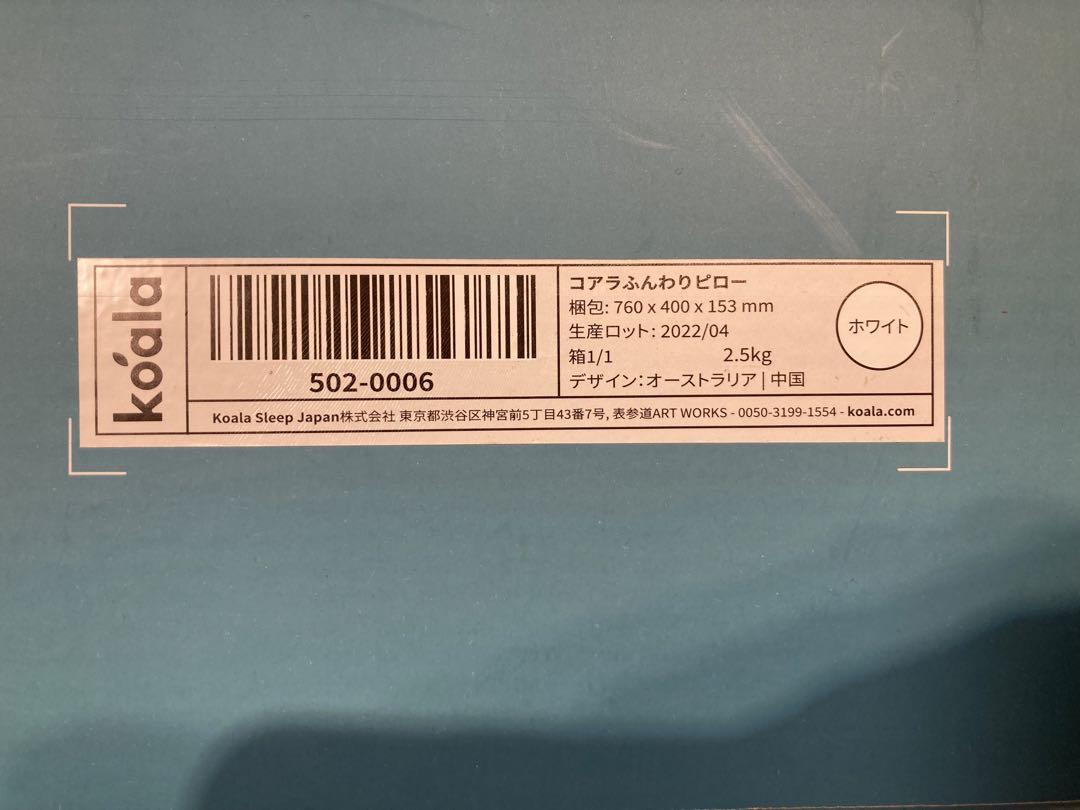 koala
502-0006
コアラふんわりピロー
梱包: 760 x 400 x 153 mm
生産ロット: 2022/04
箱1/1 2.5kg
デザイン：オーストラリア | 中国
ホワイト
Koala Sleep Japan株式会社 東京都渋谷区神宮前5丁目43番7号, 表参道ART WORKS - 0050-3199-1554 - koala.com